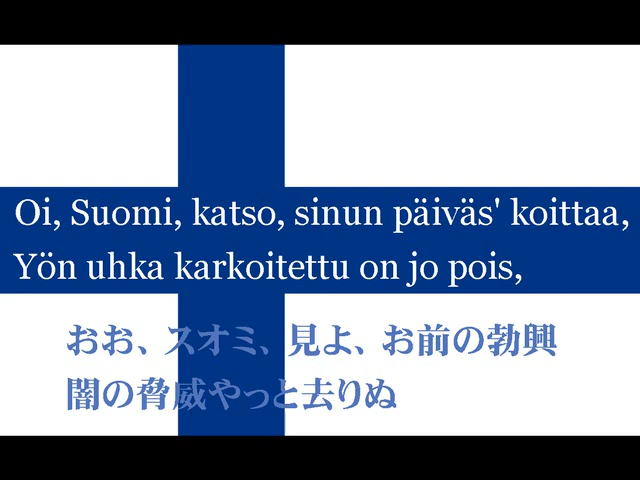 Oi, Suomi, katso, sinun päiväs' koittaa,
Yön uhka karkoitettu on jo pois,
おお、スオミ、見よ、お前の勃興
闇の脅威やっと去りぬ